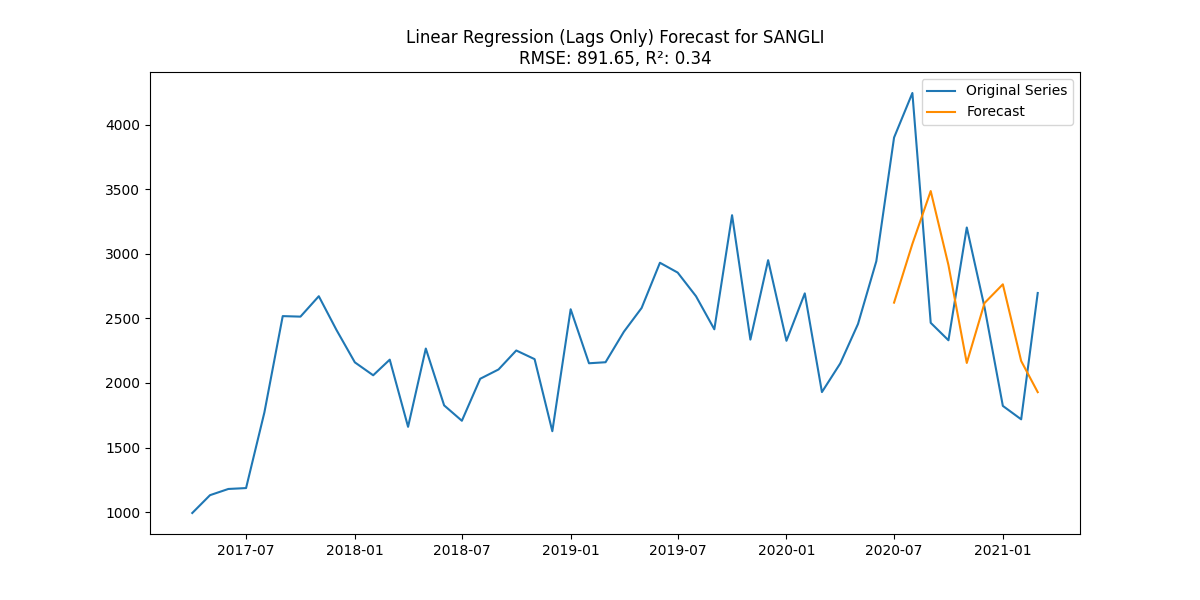 Linear Regression (Lags Only) Forecast for SANGLI
RMSE: 891.65, R²: 0.34
Original Series
Forecast
4000
3500
3000
2500
2000
1500
1000
2017-07 2018-01 2018-07 2019-01 2019-07 2020-01 2020-07 2021-01